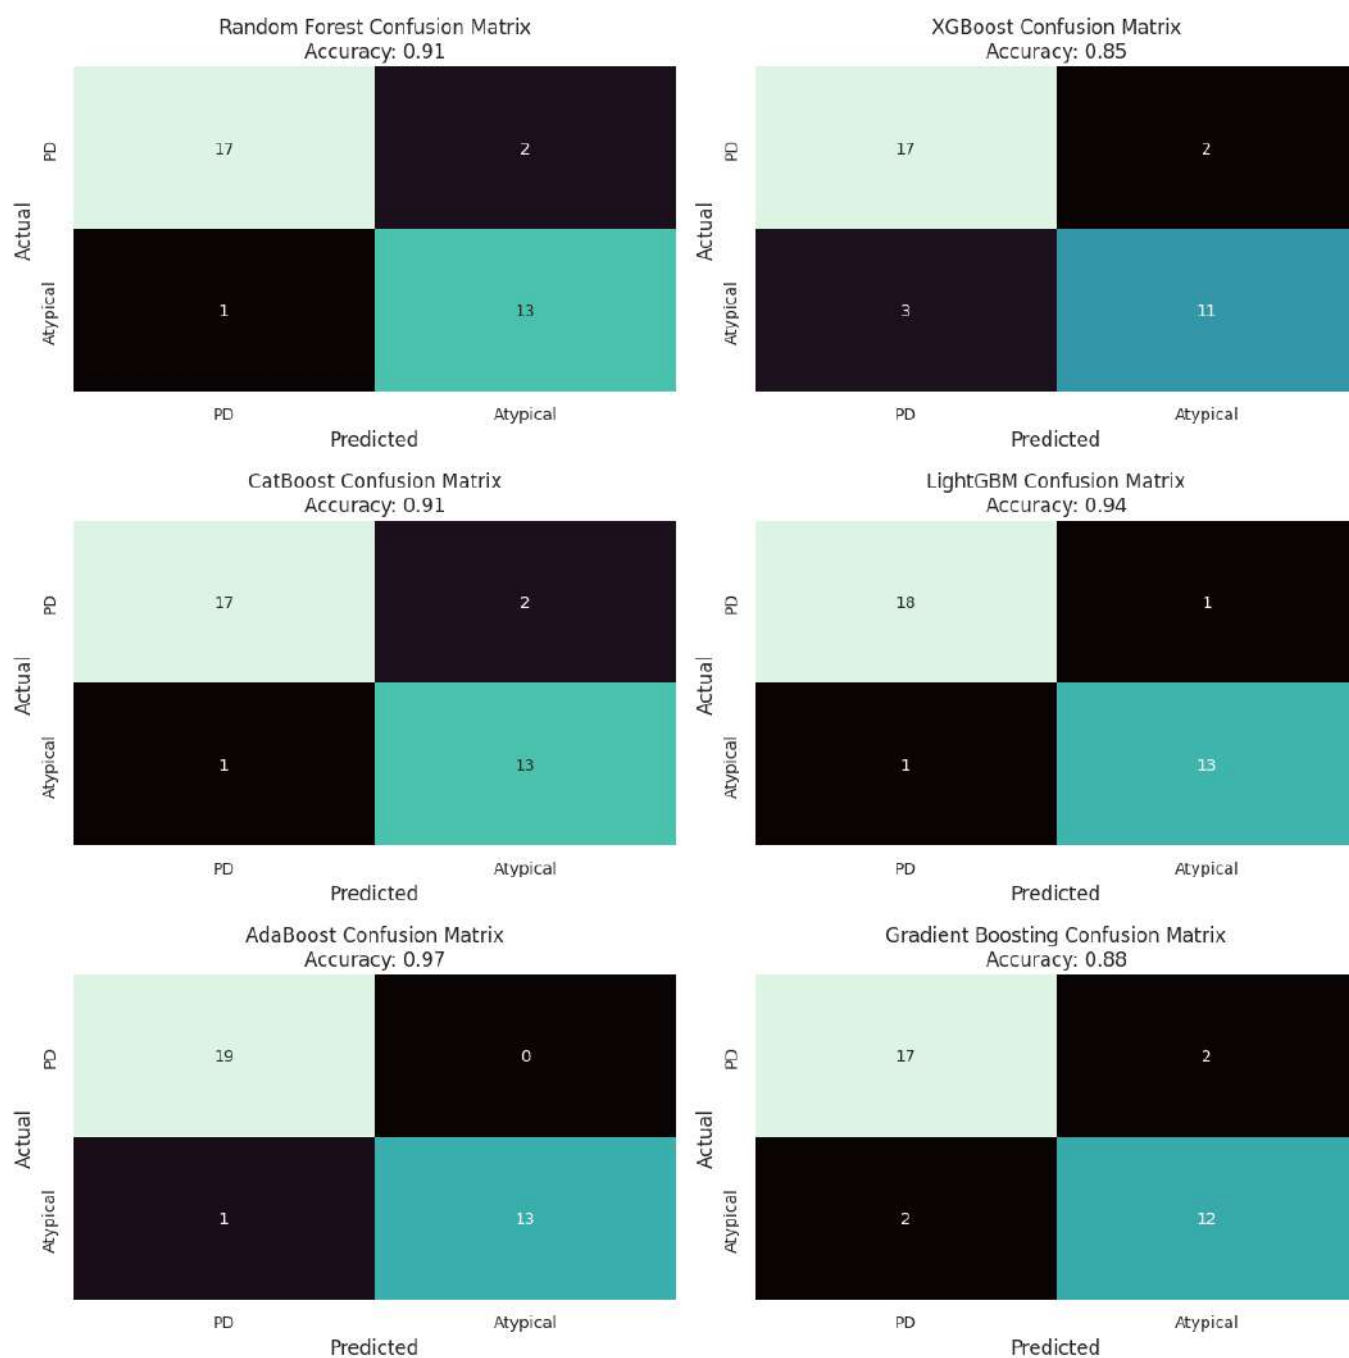 Random Forest Confusion Matrix
Accuracy: 0.91
Actual
PD
17
2
Atypical
1
13
PD
Atypical
Predicted
XGBoost Confusion Matrix
Accuracy: 0.85
Actual
PD
17
2
Atypical
3
11
PD
Atypical
Predicted
CatBoost Confusion Matrix
Accuracy: 0.91
Actual
PD
17
2
Atypical
1
13
PD
Atypical
Predicted
LightGBM Confusion Matrix
Accuracy: 0.94
Actual
PD
18
1
Atypical
1
13
PD
Atypical
Predicted
AdaBoost Confusion Matrix
Accuracy: 0.97
Actual
PD
19
0
Atypical
1
13
PD
Atypical
Predicted
Gradient Boosting Confusion Matrix
Accuracy: 0.88
Actual
PD
17
2
Atypical
2
12
PD
Atypical
Predicted